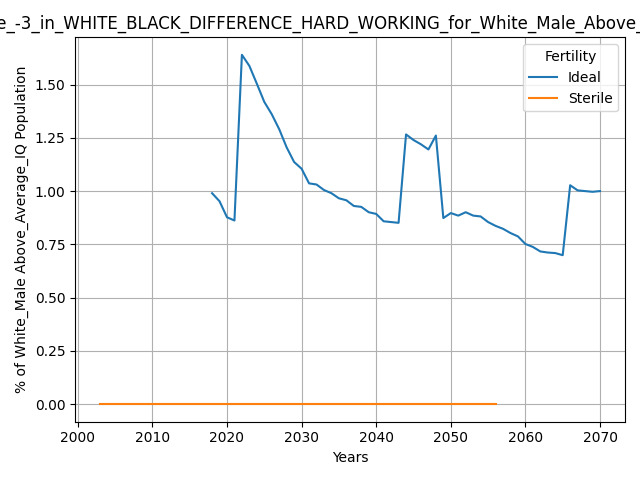 e_-3_in_WHITE_BLACK_DIFFERENCE_HARD_WORKING_for_White_Male_Above_
Fertility
Ideal
Sterile
% of White_Male Above_Average_IQ Population
1.50
1.25
1.00
0.75
0.50
0.25
0.00
2000 2010 2020 2030 2040 2050 2060 2070
Years